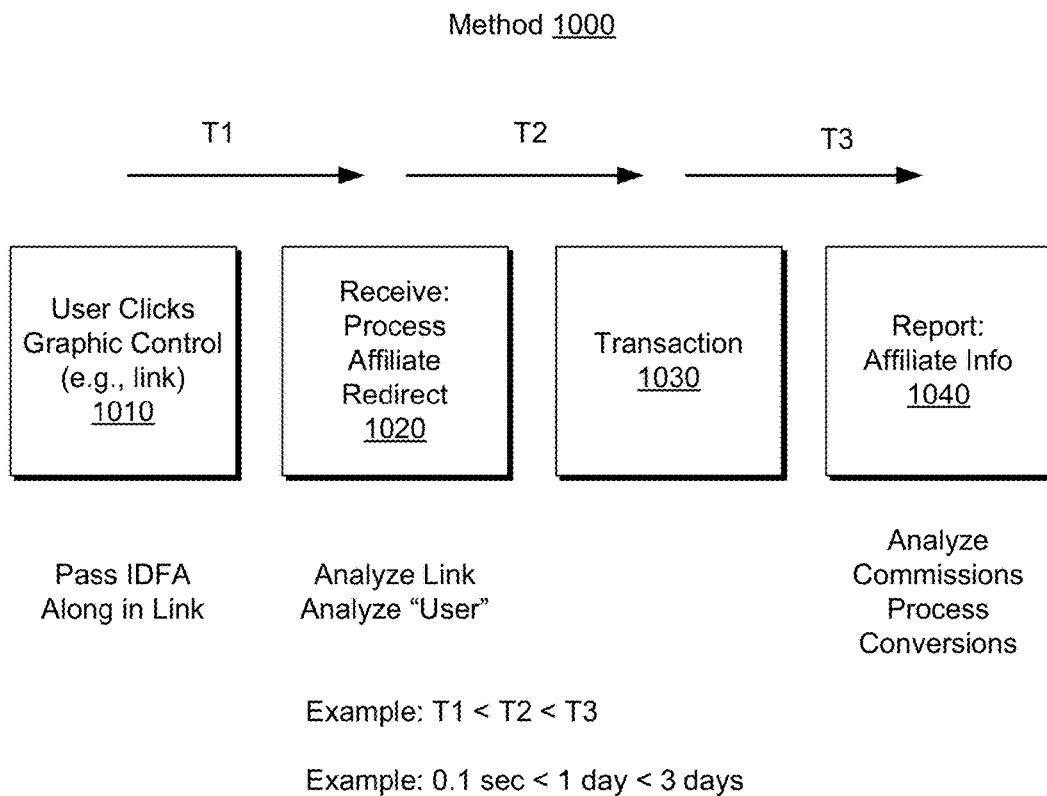 Method 1000
T1
T2
T3
User Clicks
Graphic Control
(e.g., link)
1010
Receive:
Process
Affiliate
Redirect
1020
Transaction
1030
Report:
Affiliate Info
1040
Pass IDFA
Along in Link
Analyze Link
Analyze “User”
Analyze
Commissions
Process
Conversions
Example: T1 < T2 < T3
Example: 0.1 sec < 1 day < 3 days